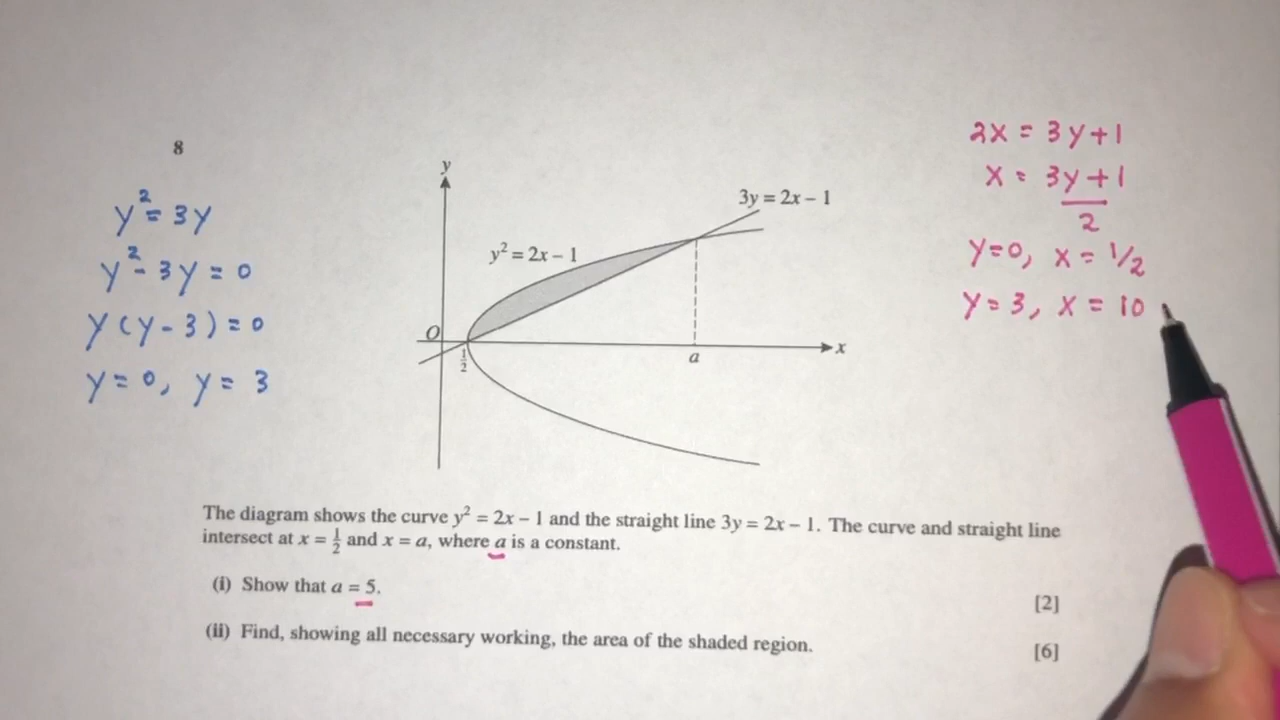 8
y² = 3y
y² - 3y = 0
y(y - 3) = 0
y = 0, y = 3
y
3y = 2x − 1
y² = 2x − 1
O
½
a
x
2x = 3y + 1
x = 3y + 1
2
y = 0, x = 1/2
y = 3, x = 10
The diagram shows the curve y² = 2x − 1 and the straight line 3y = 2x − 1. The curve and straight line
intersect at x = ½ and x = a, where a is a constant.
(i) Show that a = 5. [2]
(ii) Find, showing all necessary working, the area of the shaded region. [6]